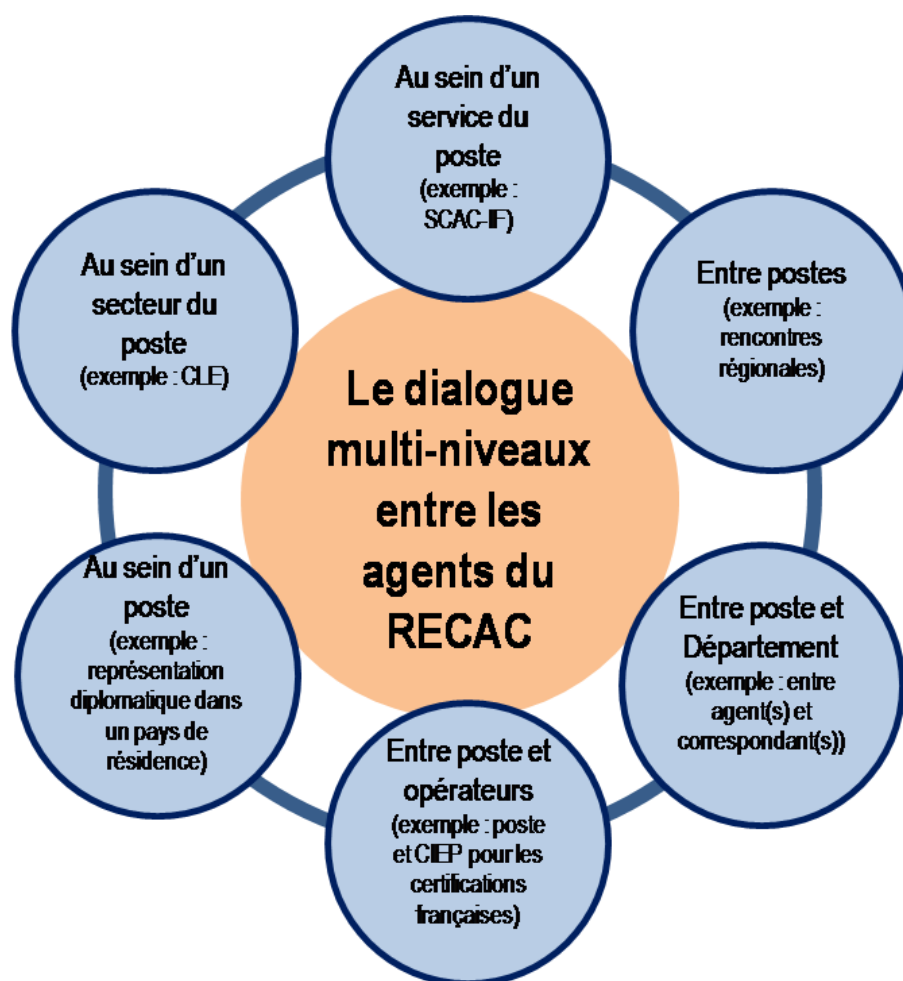 Au sein d'un
service du
poste
(exemple :
SCAC-IF)
Entre postes
(exemple :
rencontres
régionales)
Entre poste et
Département
(exemple : entre
agent(s) et
correspondant(s))
Entre poste et
opérateurs
(exemple : poste
et CIEP pour les
certifications
françaises)
Au sein d'un
poste
(exemple :
représentation
diplomatique dans
un pays de
résidence)
Au sein d'un
secteur du
poste
(exemple : CLE)
Le dialogue
multi-niveaux
entre les
agents du
RECAC